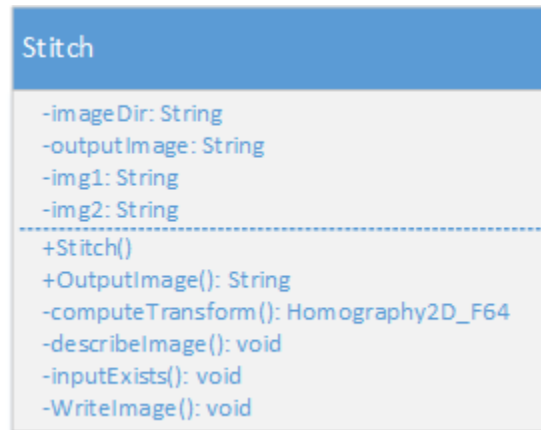 Stitch
-imageDir: String
-outputImage: String
-img1: String
-img2: String
+Stitch()
+OutputImage(): String
-computeTransform(): Homography2D_F64
-describeImage(): void
-inputExists(): void
-WriteImage(): void